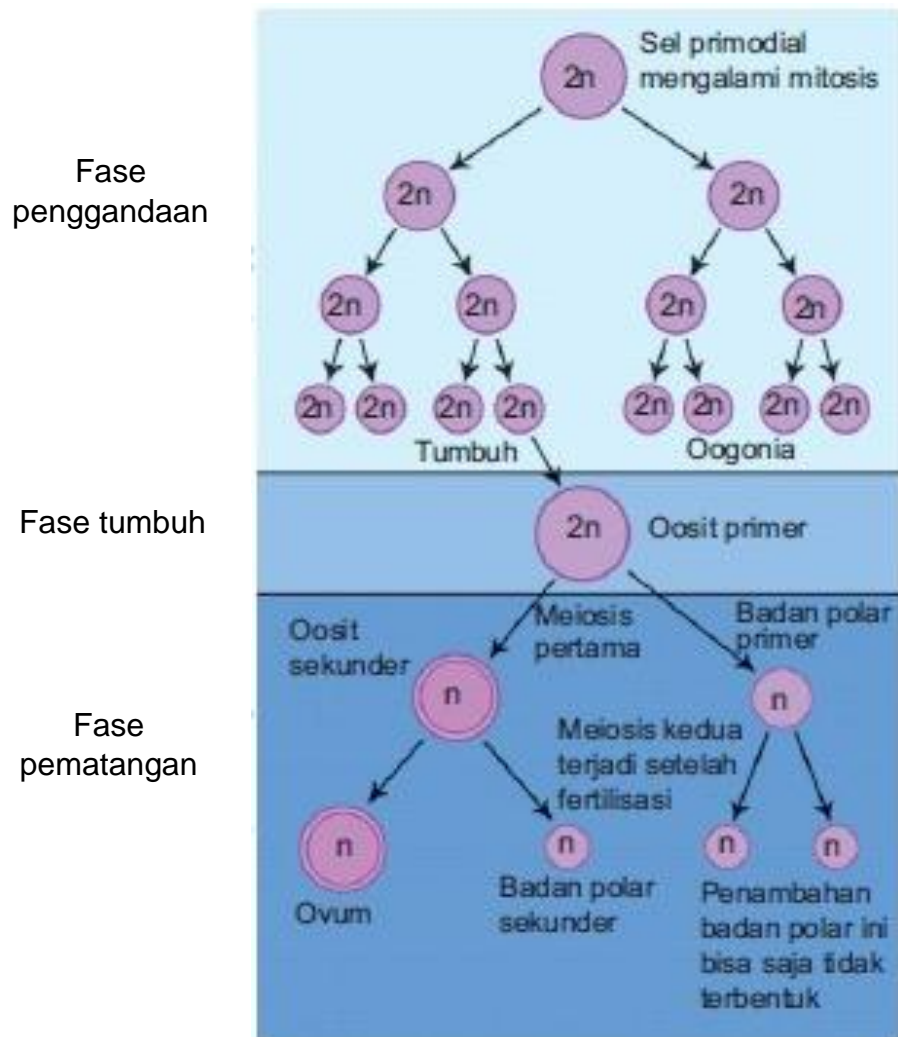 Sel primodial
mengalami mitosis
2n
Fase
penggandaan
2n
2n
2n
2n
2n
2n
2n
2n
2n
2n
2n
2n
2n
2n
Tumbuh
Oogonia
Fase tumbuh
2n
Oosit primer
Meiosis
pertama
Badan polar
primer
Oosit
sekunder
n
n
Fase
pematangan
Meiosis kedua
terjadi setelah
fertilisasi
n
n
n
n
Ovum
Badan polar
sekunder
Penambahan
badan polar ini
bisa saja tidak
terbentuk